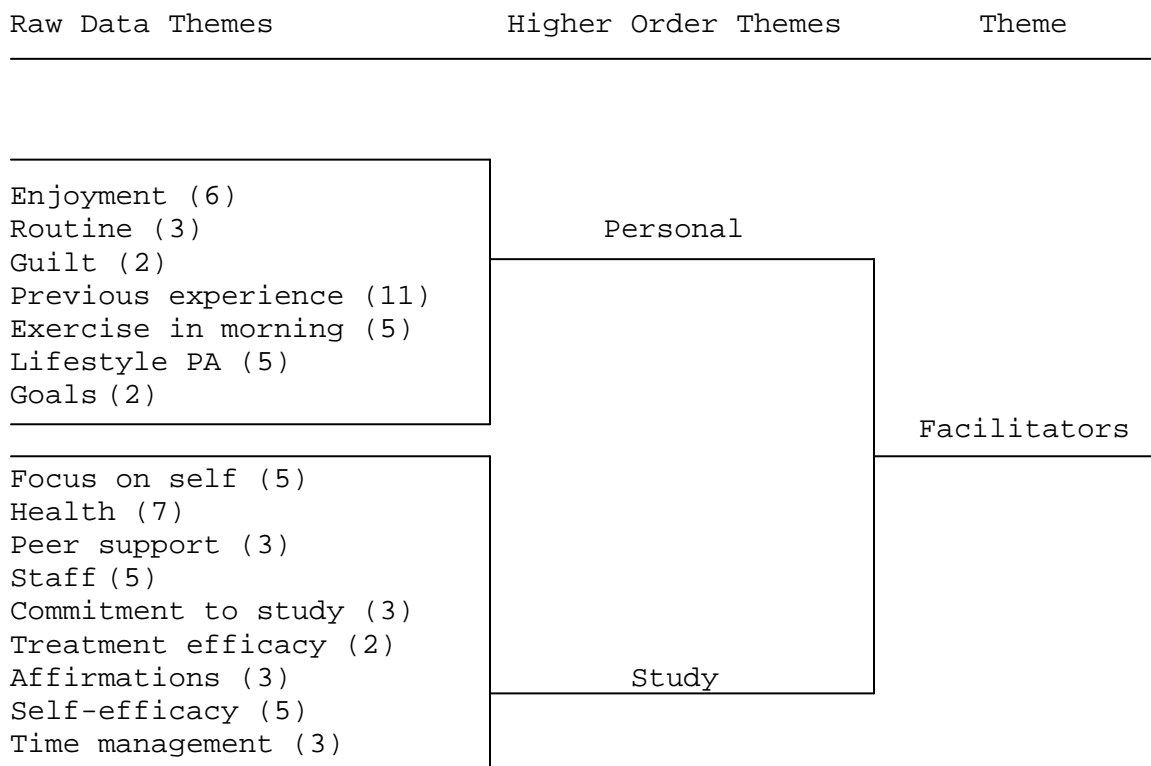 Raw Data Themes Higher Order Themes Theme
Enjoyment (6)
Routine (3)
Personal
Guilt (2)
Previous experience (11)
Exercise in morning (5)
Lifestyle PA (5)
Goals (2)
Facilitators
Focus on self (5)
Health (7)
Peer support (3)
Staff (5)
Commitment to study (3)
Treatment efficacy (2)
Affirmations (3)
Study
Self-efficacy (5)
Time management (3)